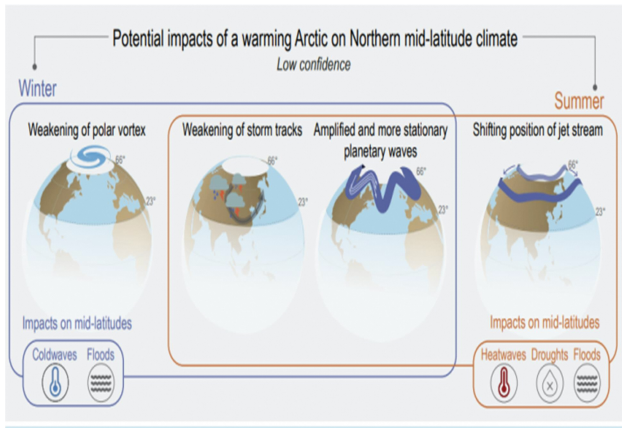 Potential impacts of a warming Arctic on Northern mid-latitude climate
Low confidence
Winter
Summer
Weakening of polar vortex
Weakening of storm tracks
Amplified and more stationary
planetary waves
Shifting position of jet stream
66°
23°
66°
23°
66°
23°
66°
23°
Impacts on mid-latitudes
Coldwaves
Floods
Impacts on mid-latitudes
Heatwaves
Droughts
Floods